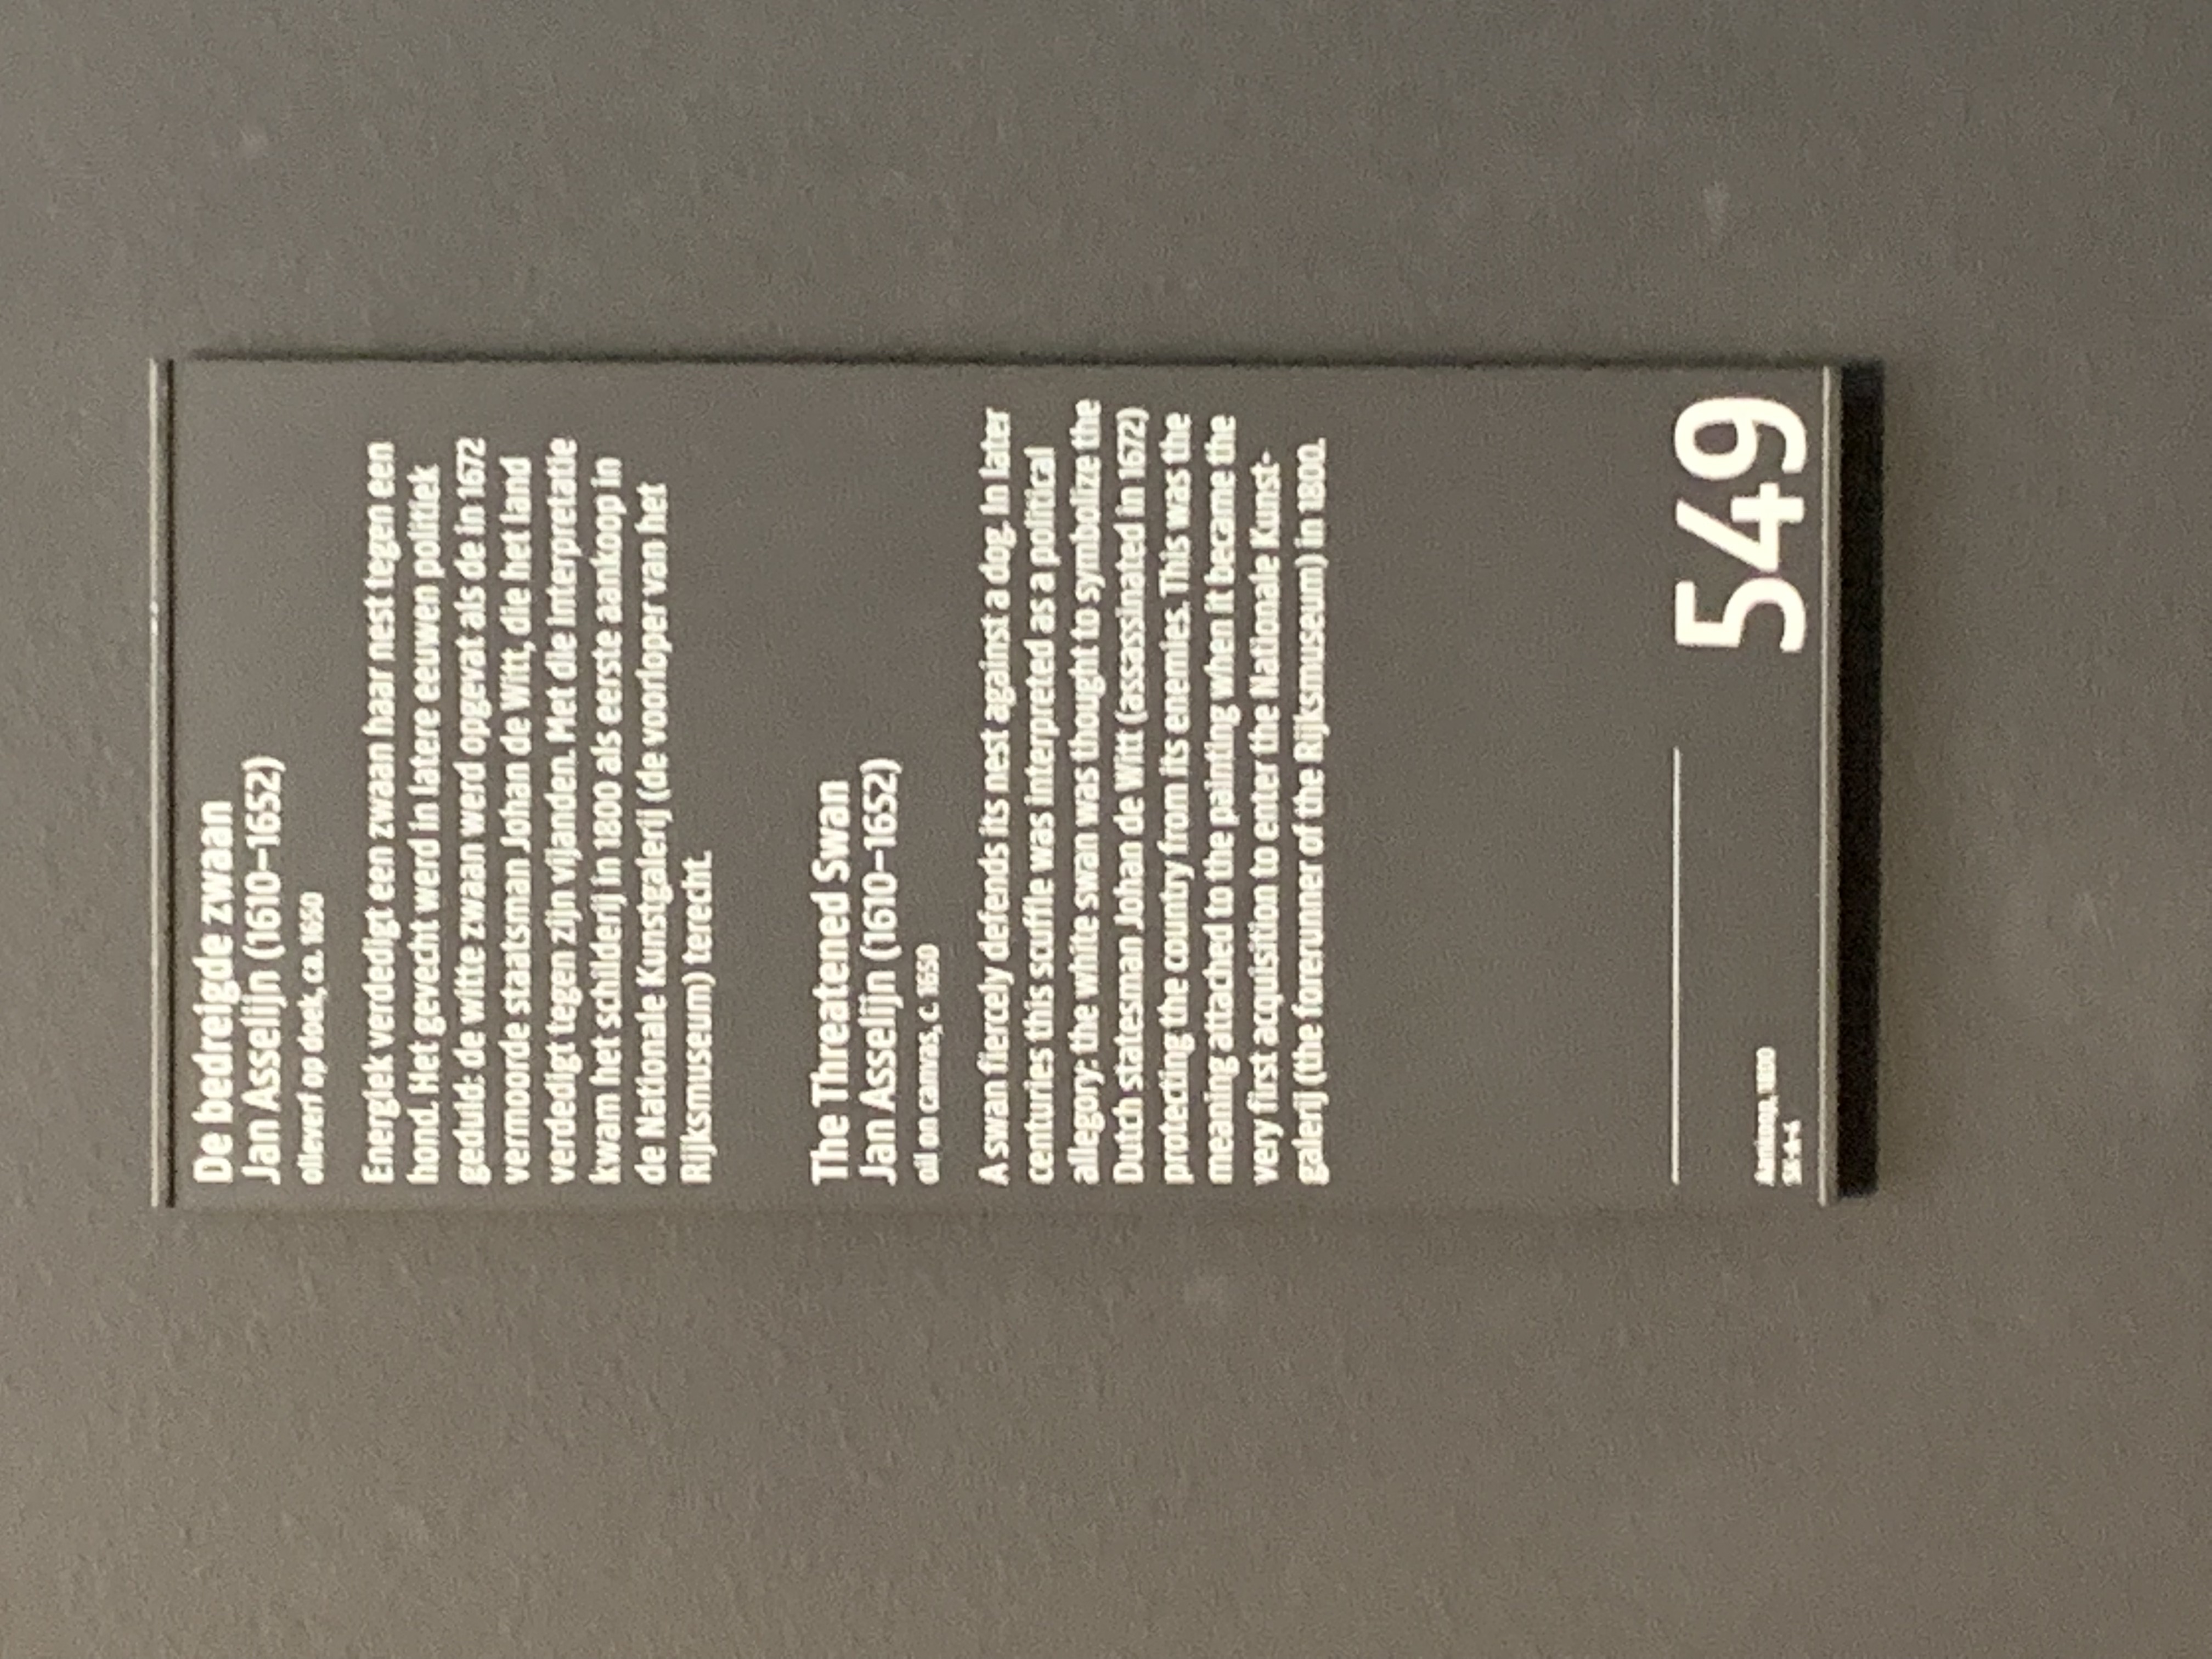 De bedreigde zwaan
Jan Asselijn (1610–1652)
olieverf op doek, ca. 1650
Energiek verdedigt een zwaan haar nest tegen een
hond. Het gevecht werd in latere eeuwen politiek
geduid: de witte zwaan werd opgevat als de in 1672
vermoorde staatsman Johan de Witt, die het land
verdedigt tegen zijn vijanden. Met die interpretatie
kwam het schilderij in 1800 als eerste aankoop in
de Nationale Kunstgalerij (de voorloper van het
Rijksmuseum) terecht.
The Threatened Swan
Jan Asselijn (1610–1652)
oil on canvas, c. 1650
A swan fiercely defends its nest against a dog. In later
centuries this scuffle was interpreted as a political
allegory: the white swan was thought to symbolize the
Dutch statesman Johan de Witt (assassinated in 1672)
protecting the country from its enemies. This was the
meaning attached to the painting when it became the
very first acquisition to enter the Nationale Kunst-
galerij (the forerunner of the Rijksmuseum) in 1800.
Aankoop, 1800
SK-A-4
549